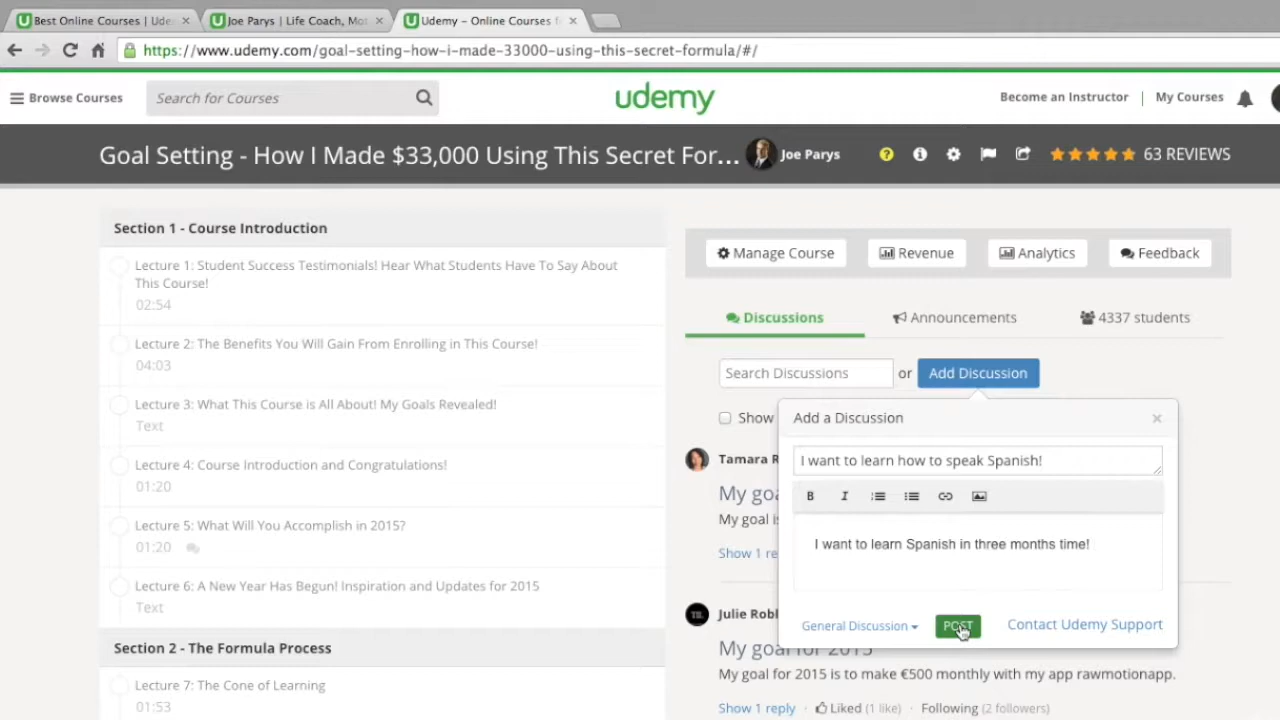 Best Online Courses | Ude
Joe Parys | Life Coach, Mo
Udemy – Online Courses f
https://www.udemy.com/goal-setting-how-i-made-33000-using-this-secret-formula/#/
Browse Courses
Search for Courses
udemy
Become an Instructor | My Courses
Goal Setting - How I Made $33,000 Using This Secret For...
Joe Parys
63 REVIEWS
Section 1 - Course Introduction
Lecture 1: Student Success Testimonials! Hear What Students Have To Say About
This Course!
02:54
Lecture 2: The Benefits You Will Gain From Enrolling in This Course!
04:03
Lecture 3: What This Course is All About! My Goals Revealed!
Text
Lecture 4: Course Introduction and Congratulations!
01:20
Lecture 5: What Will You Accomplish in 2015?
01:20
Lecture 6: A New Year Has Begun! Inspiration and Updates for 2015
Text
Section 2 - The Formula Process
Lecture 7: The Cone of Learning
01:53
Manage Course
Revenue
Analytics
Feedback
Discussions
Announcements
4337 students
Search Discussions or Add Discussion
Show
Add a Discussion
I want to learn how to speak Spanish!
B I
I want to learn Spanish in three months time!
General Discussion
POST
Contact Udemy Support
Tamara R
My goa
My goal is
Show 1 re
Julie Robl
My goal for 2015
My goal for 2015 is to make €500 monthly with my app rawmotionapp.
Show 1 reply · Liked (1 like) · Following (2 followers)